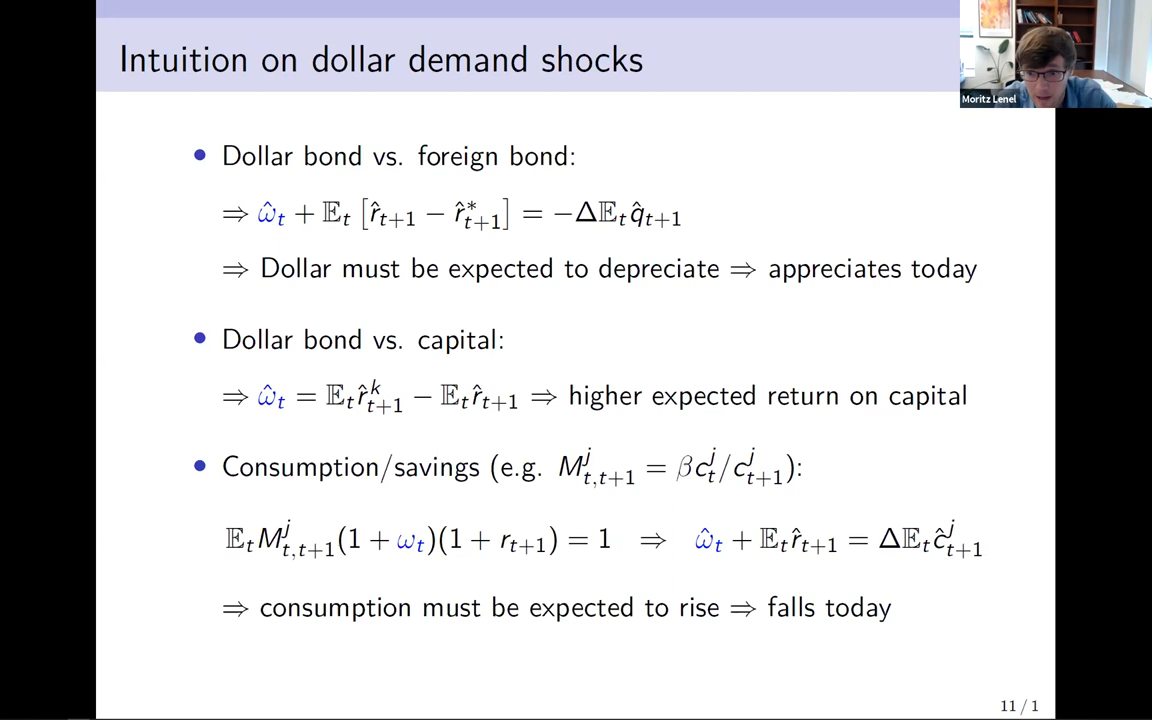 Intuition on dollar demand shocks
Moritz Lenel
• Dollar bond vs. foreign bond:
⇒ ω̂ₜ + 𝔼ₜ [r̂ₜ₊₁ − r̂*ₜ₊₁] = −Δ𝔼ₜq̂ₜ₊₁
⇒ Dollar must be expected to depreciate ⇒ appreciates today
• Dollar bond vs. capital:
⇒ ω̂ₜ = 𝔼ₜr̂ᵏₜ₊₁ − 𝔼ₜr̂ₜ₊₁ ⇒ higher expected return on capital
• Consumption/savings (e.g. Mʲₜ,ₜ₊₁ = βcʲₜ/cʲₜ₊₁):
𝔼ₜMʲₜ,ₜ₊₁(1 + ωₜ)(1 + rₜ₊₁) = 1 ⇒ ω̂ₜ + 𝔼ₜr̂ₜ₊₁ = Δ𝔼ₜĉʲₜ₊₁
⇒ consumption must be expected to rise ⇒ falls today
11 / 1